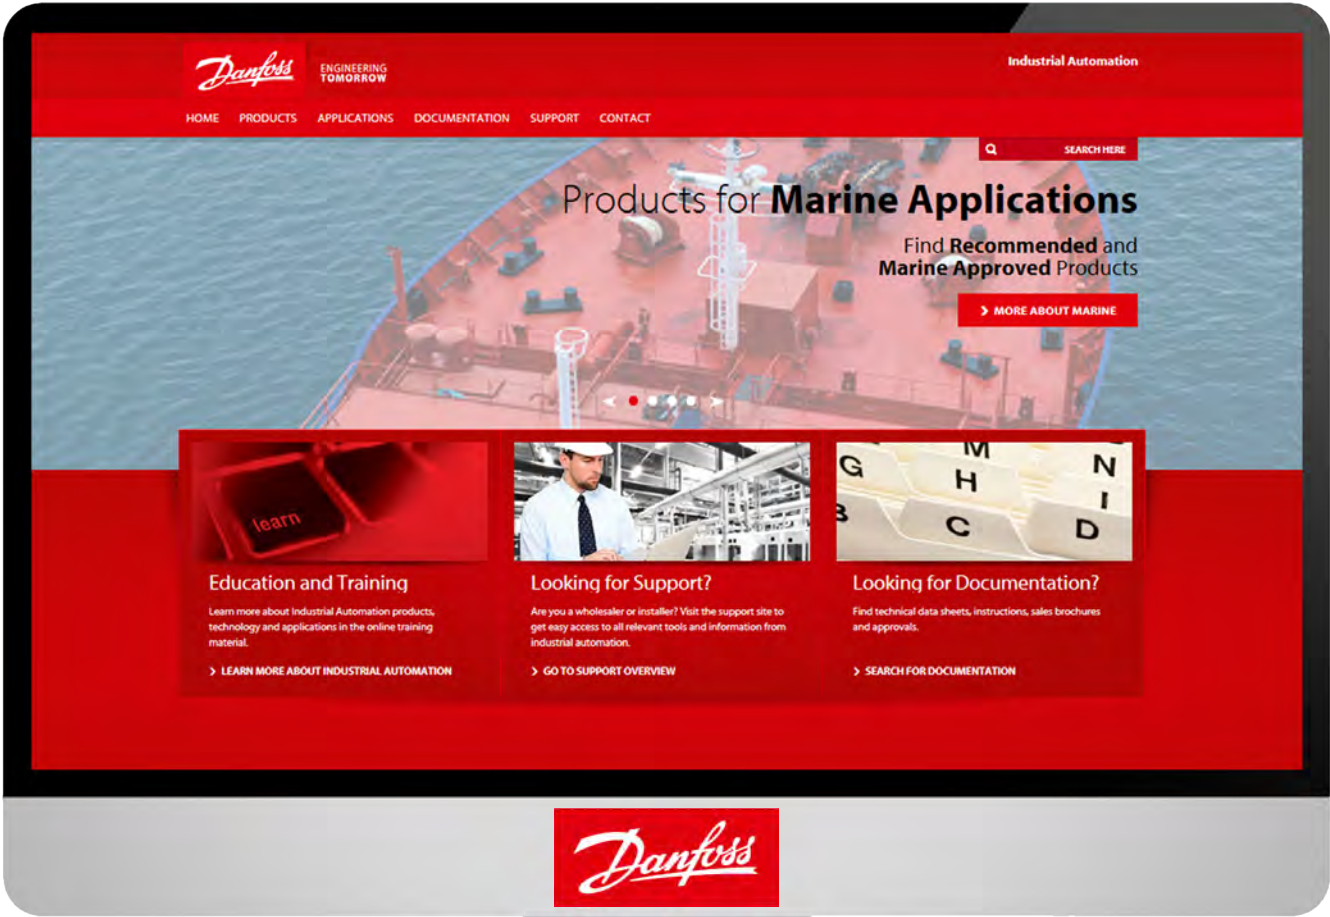 Danfoss
ENGINEERING
TOMORROW
Industrial Automation
HOME PRODUCTS APPLICATIONS DOCUMENTATION SUPPORT CONTACT
SEARCH HERE
Products for Marine Applications
Find Recommended and
Marine Approved Products
MORE ABOUT MARINE
learn
G M N
H I
B C D
Education and Training
Learn more about Industrial Automation products,
technology and applications in the online training
material.
LEARN MORE ABOUT INDUSTRIAL AUTOMATION
Looking for Support?
Are you a wholesaler or installer? Visit the support site to
get easy access to all relevant tools and information from
industrial automation.
GO TO SUPPORT OVERVIEW
Looking for Documentation?
Find technical data sheets, instructions, sales brochures
and approvals.
SEARCH FOR DOCUMENTATION
Danfoss